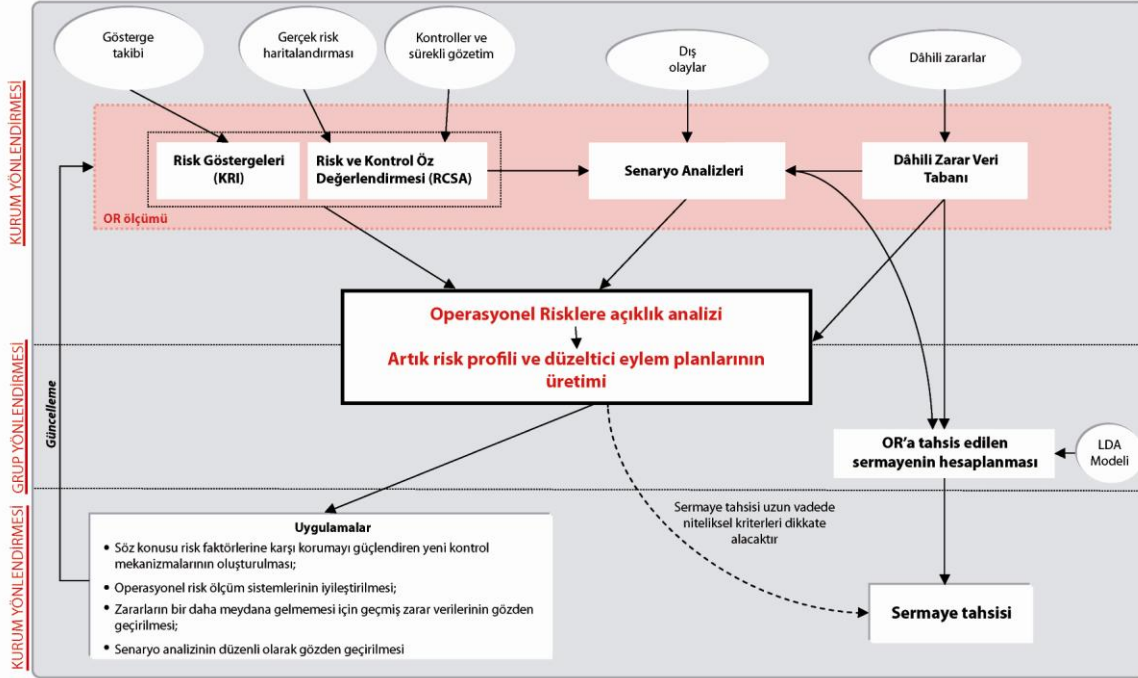 Gösterge
takibi
Gerçek risk
haritalandırması
Kontroller ve
sürekli gözetim
Dış
olaylar
Dâhili zararlar
KURUM YÖNLENDİRMESİ
Risk Göstergeleri
(KRI)
Risk ve Kontrol Öz
Değerlendirmesi (RCSA)
Senaryo Analizleri
Dâhili Zarar Veri
Tabanı
OR ölçümü
Operasyonel Risklere açıklık analizi
Artık risk profili ve düzeltici eylem planlarının
üretimi
GRUP YÖNLENDİRMESİ
Güncelleme
OR’a tahsis edilen
sermayenin hesaplanması
LDA
Modeli
KURUM YÖNLENDİRMESİ
Uygulamalar
• Söz konusu risk faktörlerine karşı korumayı güçlendiren yeni kontrol
mekanizmalarının oluşturulması;
• Operasyonel risk ölçüm sistemlerinin iyileştirilmesi;
• Zararların bir daha meydana gelmemesi için geçmiş zarar verilerinin gözden
geçirilmesi;
• Senaryo analizinin düzenli olarak gözden geçirilmesi
Sermaye tahsisi uzun vadede
niteliksel kriterleri dikkate
alacaktır
Sermaye tahsisi